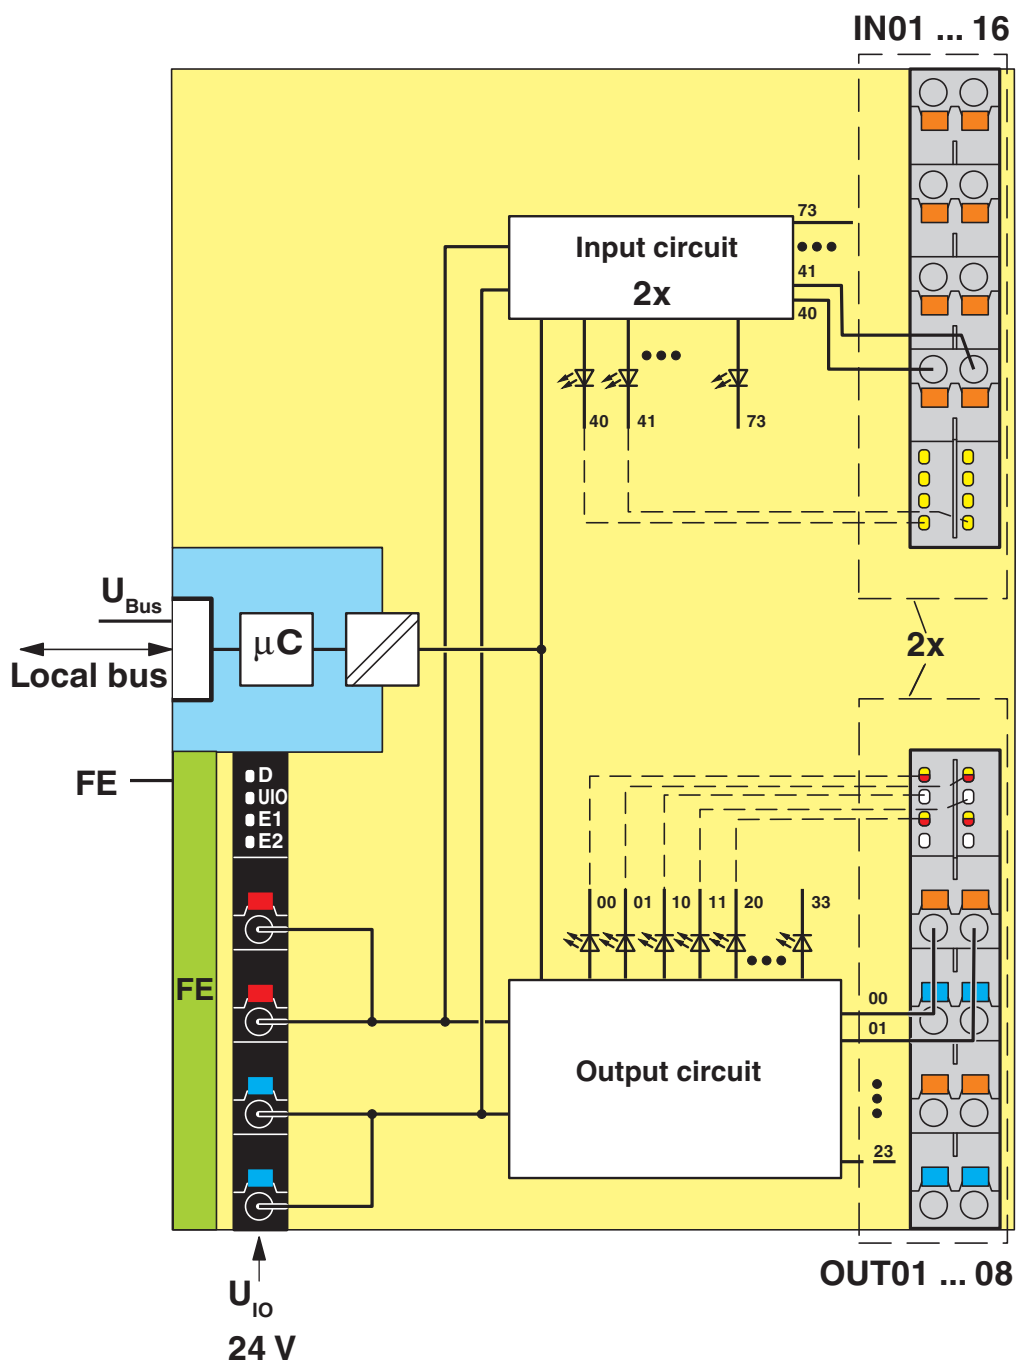 IN01 ... 16
73
Input circuit
2x
41
40
40 41 73
U Bus
Local bus
μC
2x
FE
D
UIO
E1
E2
00 01 10 11 20 33
FE
00
01
Output circuit
23
OUT01 ... 08
U IO
24 V